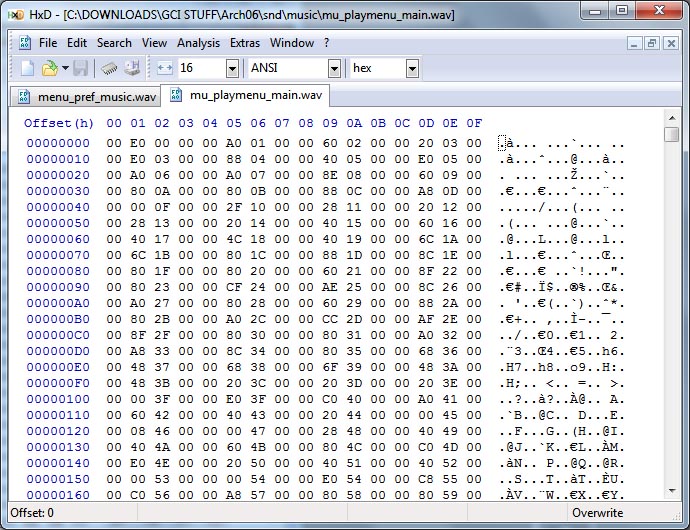 HxD - [C:\DOWNLOADS\GCI STUFF\Arch06\snd\music\mu_playmenu_main.wav]
File Edit Search View Analysis Extras Window ?
16 ANSI hex
menu_pref_music.wav mu_playmenu_main.wav
Offset(h) 00 01 02 03 04 05 06 07 08 09 0A 0B 0C 0D 0E 0F
00000000 00 E0 00 00 00 A0 01 00 00 60 02 00 00 20 03 00 .à... ...`... ..
00000010 00 E0 03 00 00 88 04 00 00 40 05 00 00 E0 05 00 .à...ˆ...@...à..
00000020 00 A0 06 00 00 A0 07 00 00 8E 08 00 00 60 09 00 . ... ...Ž...`..
00000030 00 80 0A 00 00 80 0B 00 00 88 0C 00 00 A8 0D 00 .€...€...ˆ...¨..
00000040 00 00 0F 00 00 2F 10 00 00 28 11 00 00 20 12 00 ...../...(... ..
00000050 00 28 13 00 00 20 14 00 00 40 15 00 00 60 16 00 .(... ...@...`..
00000060 00 40 17 00 00 4C 18 00 00 40 19 00 00 6C 1A 00 .@...L...@...l..
00000070 00 6C 1B 00 00 80 1C 00 00 88 1D 00 00 8C 1E 00 .l...€...ˆ...Œ..
00000080 00 80 1F 00 00 80 20 00 00 60 21 00 00 8F 22 00 .€...€ ..`!...".
00000090 00 80 23 00 00 CF 24 00 00 AE 25 00 00 8C 26 00 .€#..Ï$..®%..Œ&.
000000A0 00 A0 27 00 00 80 28 00 00 60 29 00 00 88 2A 00 . '..€(..`)..ˆ*.
000000B0 00 80 2B 00 00 A0 2C 00 00 CC 2D 00 00 AF 2E 00 .€+.. ,..Ì-..¯..
000000C0 00 8F 2F 00 00 80 30 00 00 80 31 00 00 A0 32 00 ../..€0..€1.. 2.
000000D0 00 A8 33 00 00 8C 34 00 00 80 35 00 00 68 36 00 .¨3..Œ4..€5..h6.
000000E0 00 48 37 00 00 68 38 00 00 6F 39 00 00 48 3A 00 .H7..h8..o9..H:.
000000F0 00 48 3B 00 00 20 3C 00 00 20 3D 00 00 20 3E 00 .H;.. <.. =.. >.
00000100 00 00 3F 00 00 E0 3F 00 00 C0 40 00 00 A0 41 00 ..?..à?..À@.. A.
00000110 00 60 42 00 00 40 43 00 00 20 44 00 00 00 45 00 .`B..@C.. D...E.
00000120 00 08 46 00 00 00 47 00 00 28 48 00 00 40 49 00 ..F...G..(H..@I.
00000130 00 40 4A 00 00 60 4B 00 00 80 4C 00 00 C0 4D 00 .@J..`K..€L..ÀM.
00000140 00 E0 4E 00 00 20 50 00 00 40 51 00 00 40 52 00 .àN.. P..@Q..@R.
00000150 00 00 53 00 00 00 54 00 00 E0 54 00 00 C8 55 00 ..S...T..àT..ÈU.
00000160 00 C0 56 00 00 A8 57 00 00 80 58 00 00 80 59 00 .ÀV..¨W..€X..€Y.
Offset: 0 Overwrite